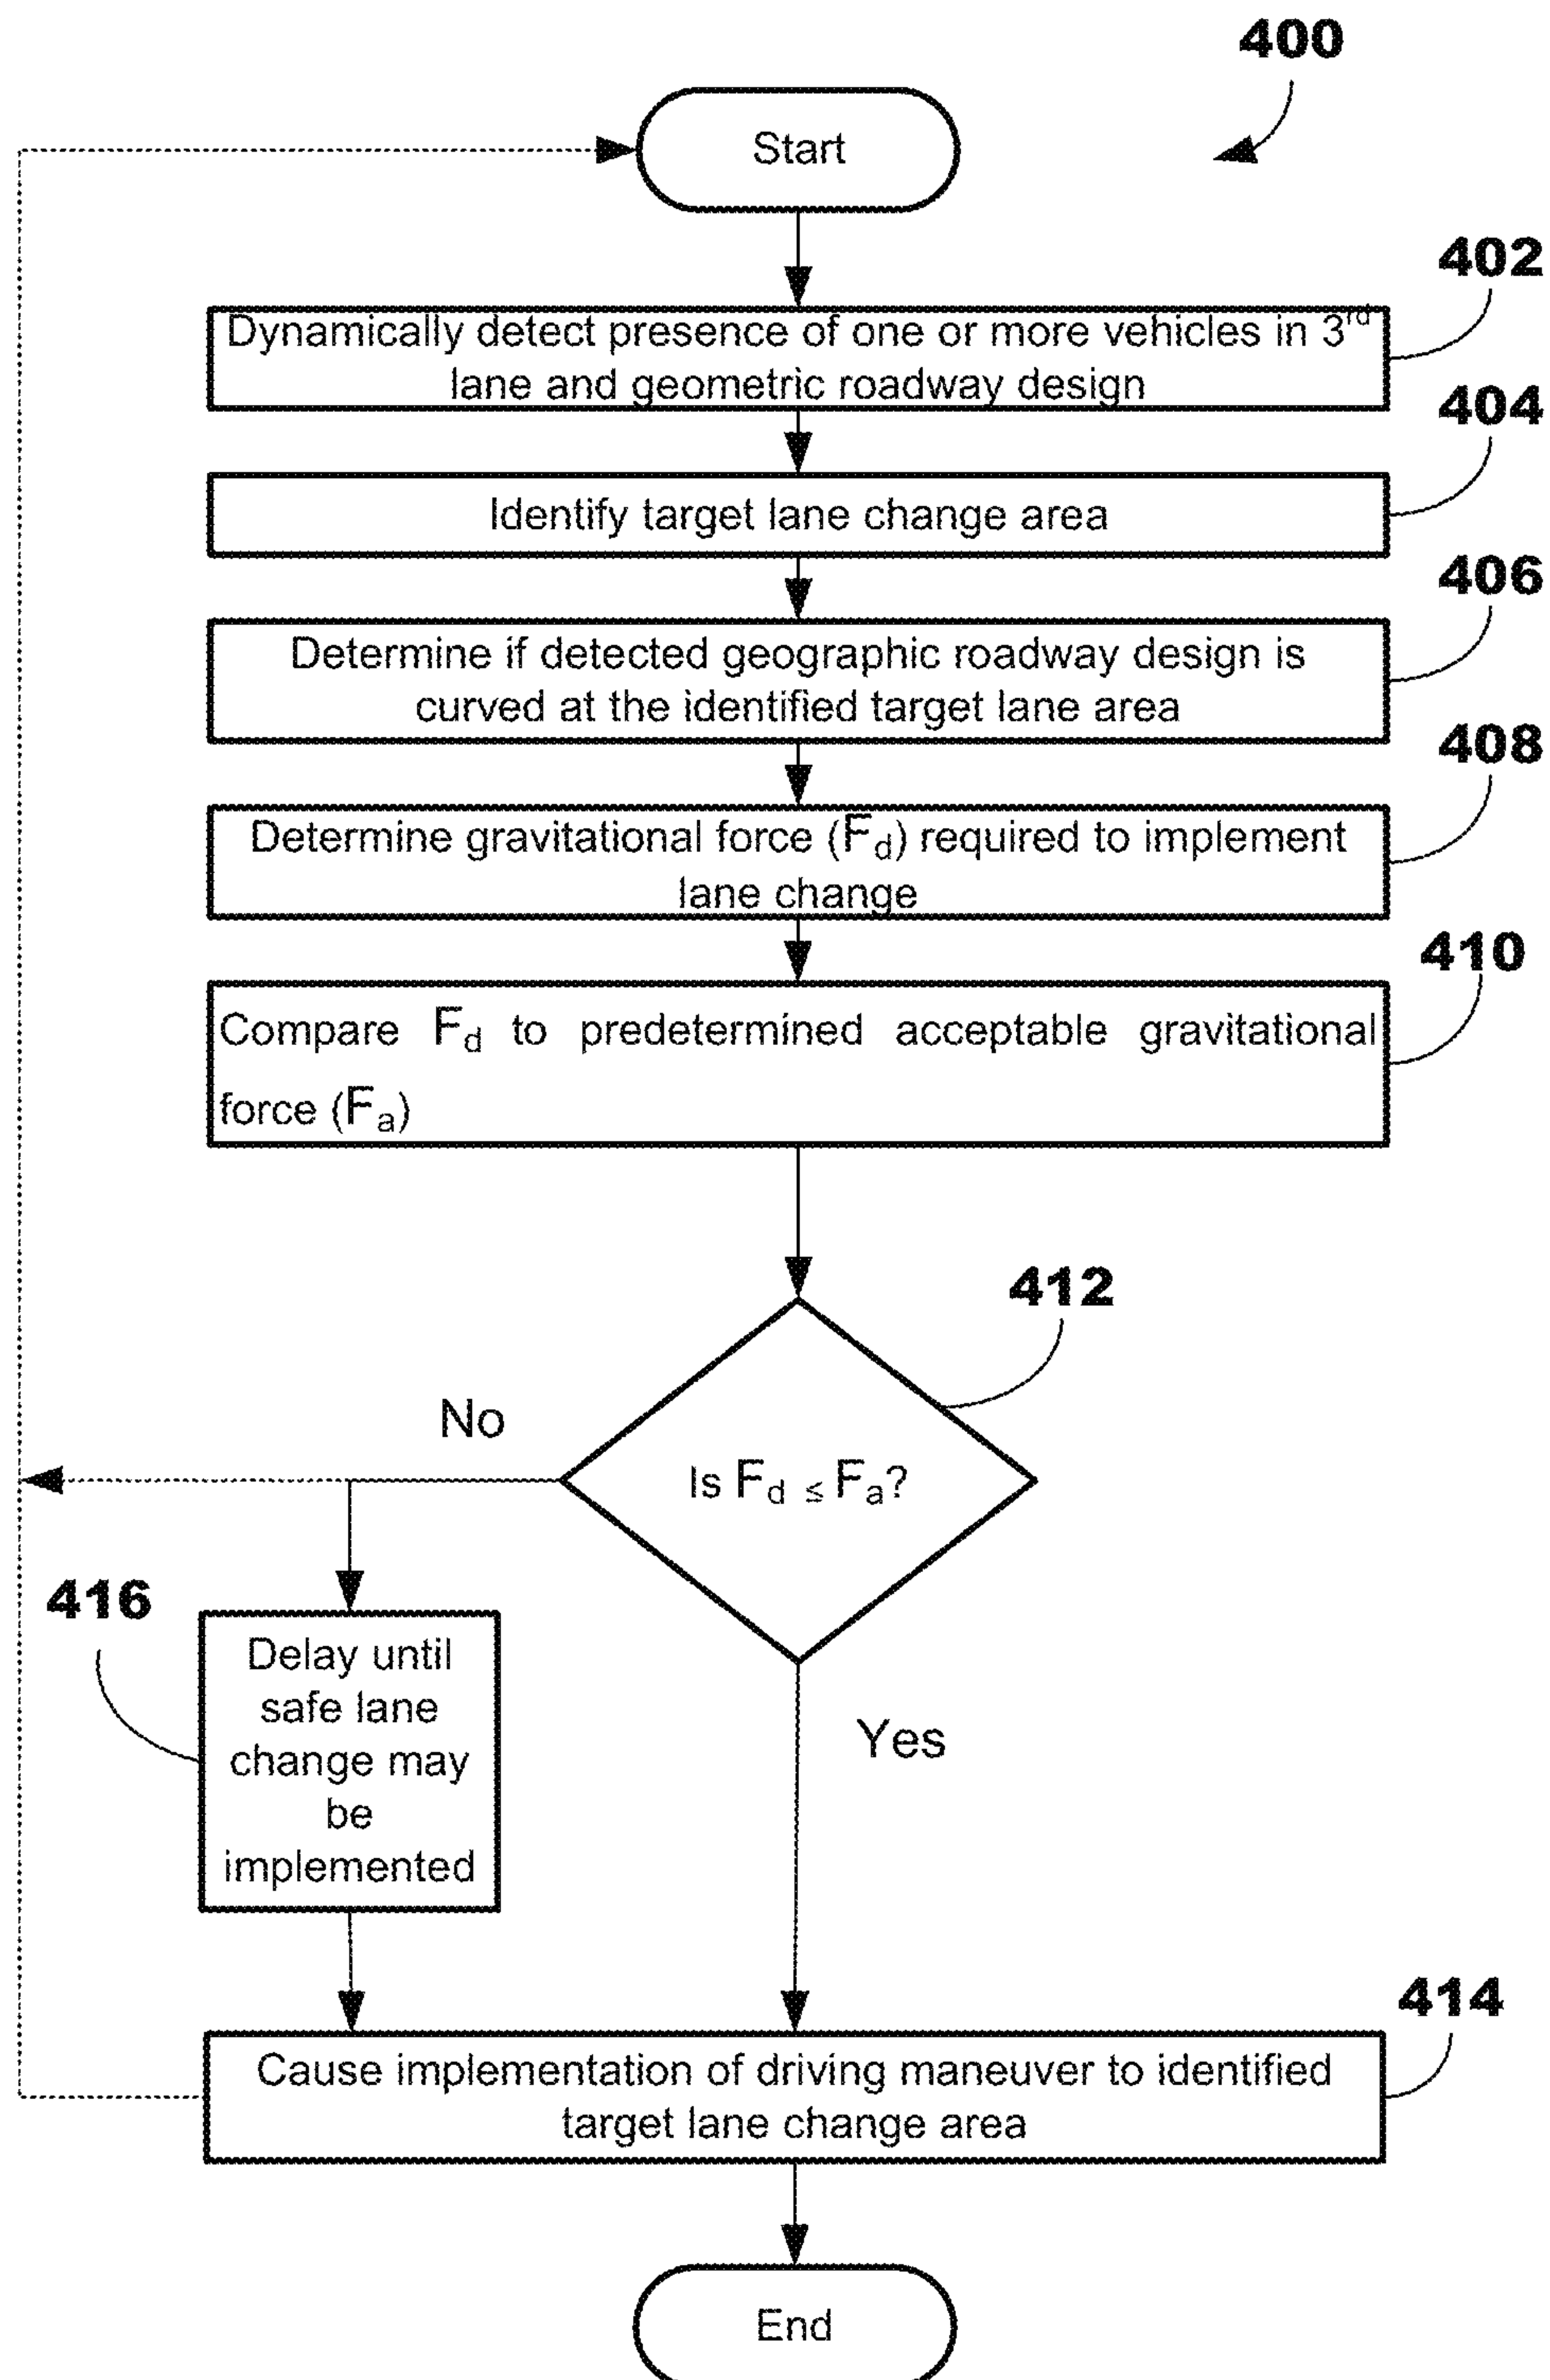 400
Start
402
Dynamically detect presence of one or more vehicles in 3rd
lane and geometric roadway design
404
Identify target lane change area
406
Determine if detected geographic roadway design is
curved at the identified target lane area
408
Determine gravitational force (Fd) required to implement
lane change
410
Compare Fd to predetermined acceptable gravitational
force (Fa)
412
No
Is Fd ≤ Fa?
416
Delay until
safe lane
change may
be
implemented
Yes
414
Cause implementation of driving maneuver to identified
target lane change area
End